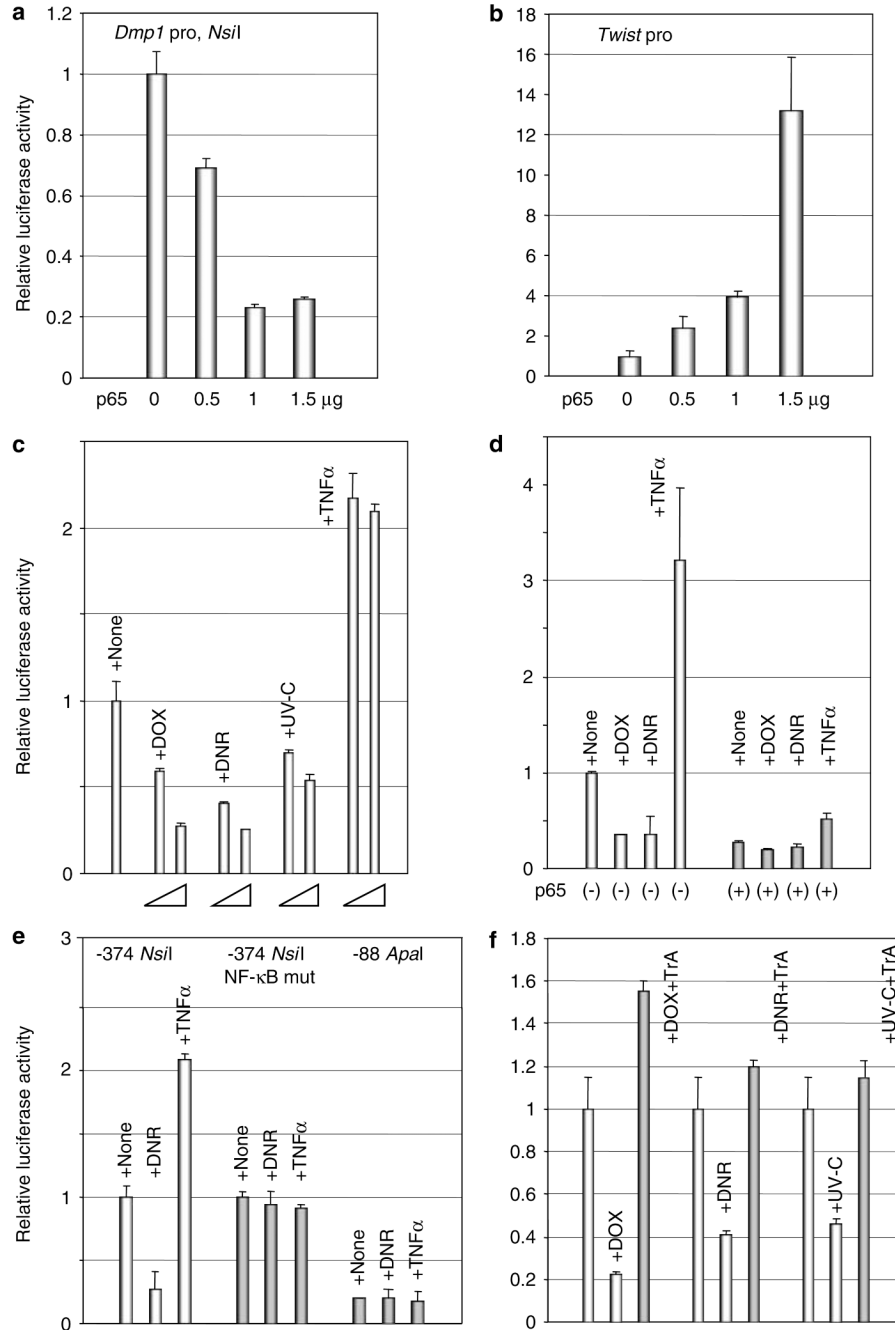 a
Dmp1 pro, NsiI
Relative luciferase activity
1.2
1
0.8
0.6
0.4
0.2
0
p65 0 0.5 1 1.5 µg
b
Twist pro
18
16
14
12
10
8
6
4
2
0
p65 0 0.5 1 1.5 µg
c
Relative luciferase activity
2
1
0
+None
+DOX
+DNR
+UV-C
+TNFα
d
4
3
2
1
0
+None
+DOX
+DNR
+TNFα
+None
+DOX
+DNR
+TNFα
p65 (-) (-) (-) (-) (+) (+) (+) (+)
e
-374 NsiI
-374 NsiI
NF-κB mut
-88 ApaI
Relative luciferase activity
3
2
1
0
+None
+DNR
+TNFα
+None
+DNR
+TNFα
+None
+DNR
+TNFα
f
1.8
1.6
1.4
1.2
1
0.8
0.6
0.4
0.2
0
+DOX
+DOX+TrA
+DNR
+DNR+TrA
+UV-C
+UV-C+TrA